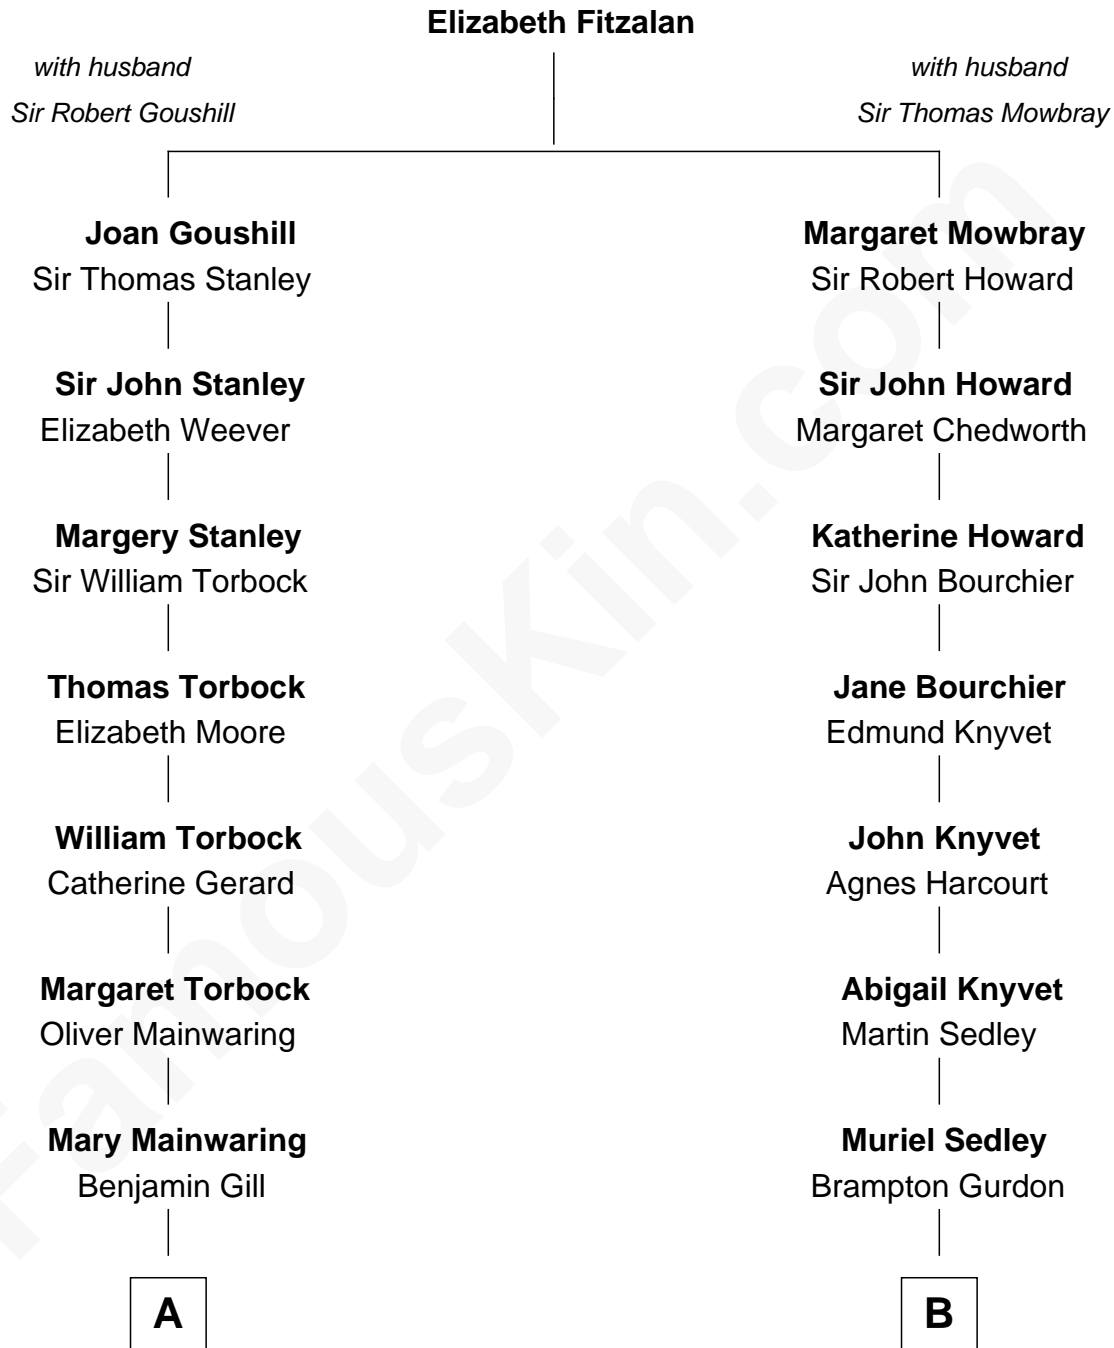 Elizabeth Fitzalan
with husband
Sir Robert Goushill
with husband
Sir Thomas Mowbray
Joan Goushill
Sir Thomas Stanley
Margaret Mowbray
Sir Robert Howard
Sir John Stanley
Elizabeth Weever
Sir John Howard
Margaret Chedworth
Margery Stanley
Sir William Torbock
Katherine Howard
Sir John Bourchier
Thomas Torbock
Elizabeth Moore
Jane Bourchier
Edmund Knyvet
William Torbock
Catherine Gerard
John Knyvet
Agnes Harcourt
Margaret Torbock
Oliver Mainwaring
Abigail Knyvet
Martin Sedley
Mary Mainwaring
Benjamin Gill
Muriel Sedley
Brampton Gurdon
A
B
FamousKin.com